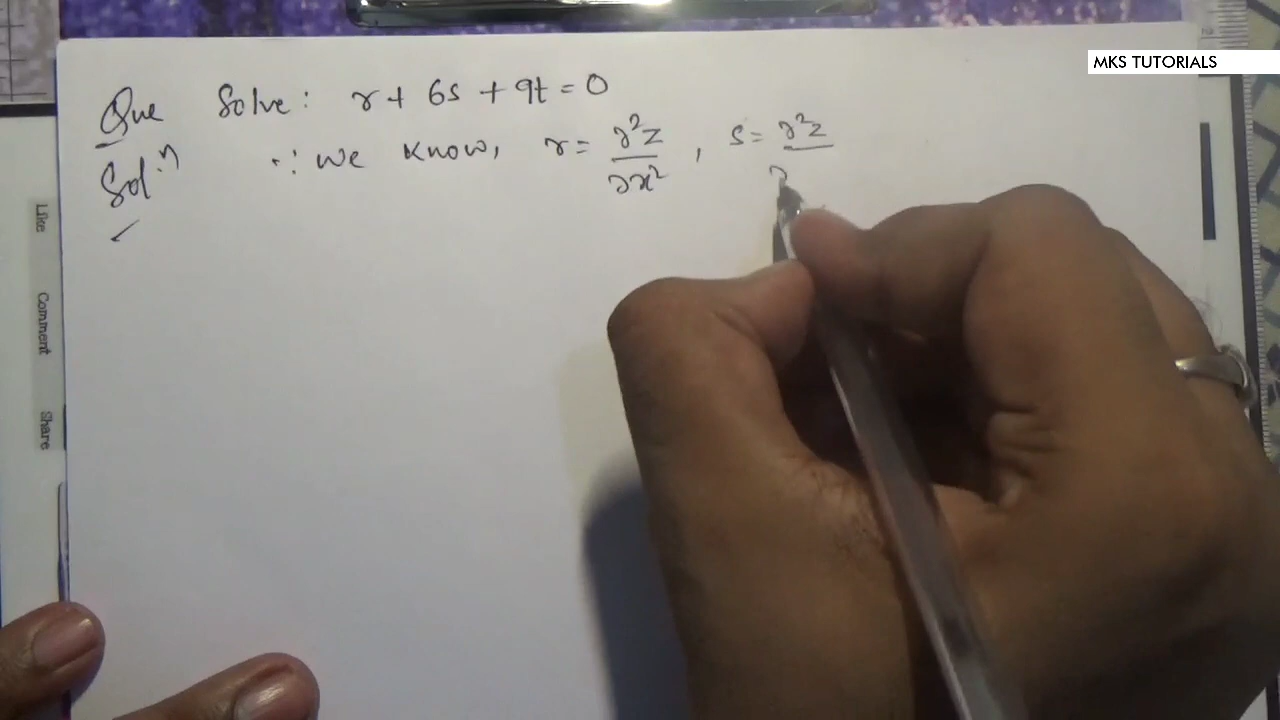 MKS TUTORIALS
Que Solve: r + 6s + 9t = 0
Sol:n ∵ we know, r = ∂²z/∂x² , s = ∂²z/∂
Like
Comment
Share